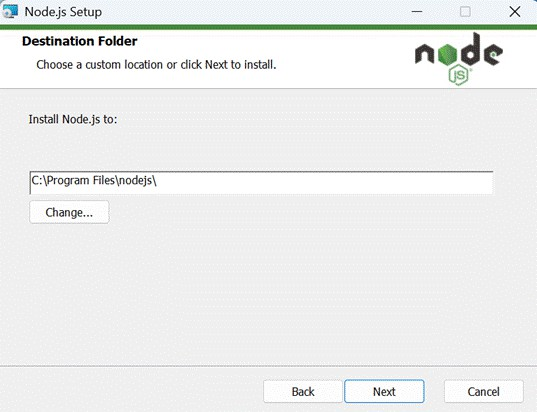 Node.js Setup
Destination Folder
Choose a custom location or click Next to install.
node
JS
Install Node.js to:
C:\Program Files\nodejs\
Change...
Back
Next
Cancel